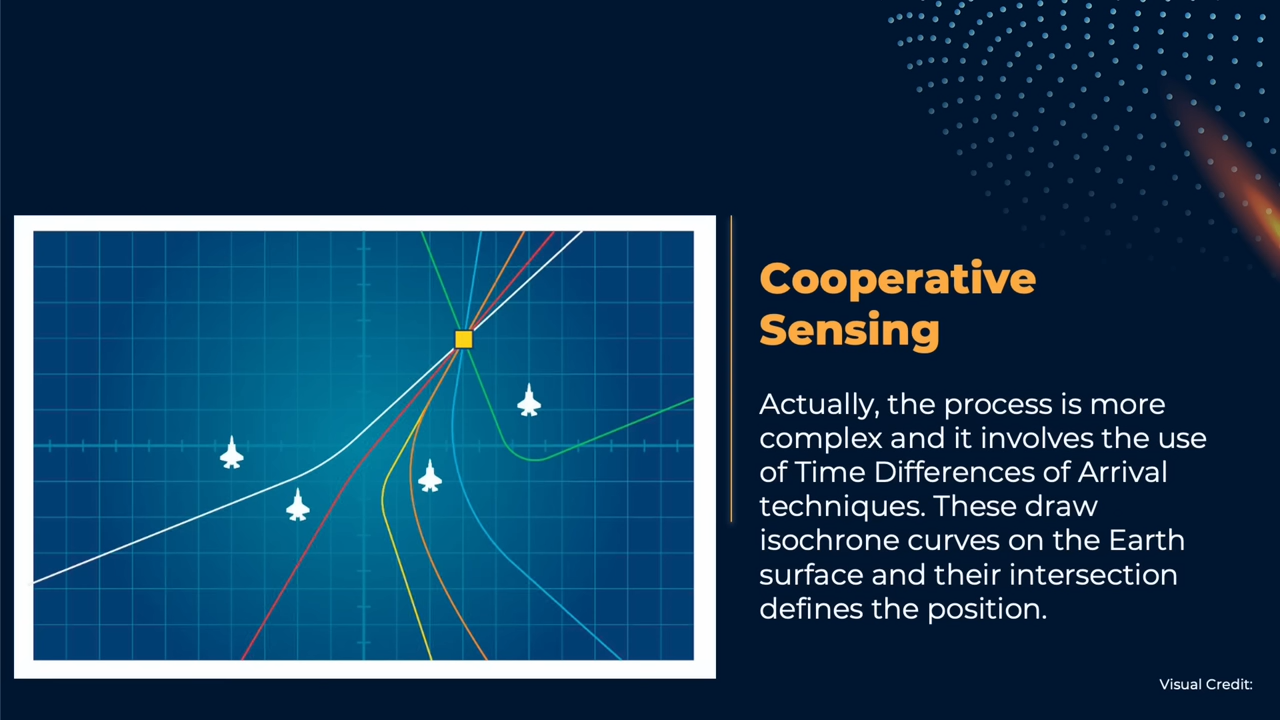 Cooperative
Sensing
Actually, the process is more
complex and it involves the use
of Time Differences of Arrival
techniques. These draw
isochrone curves on the Earth
surface and their intersection
defines the position.
Visual Credit: